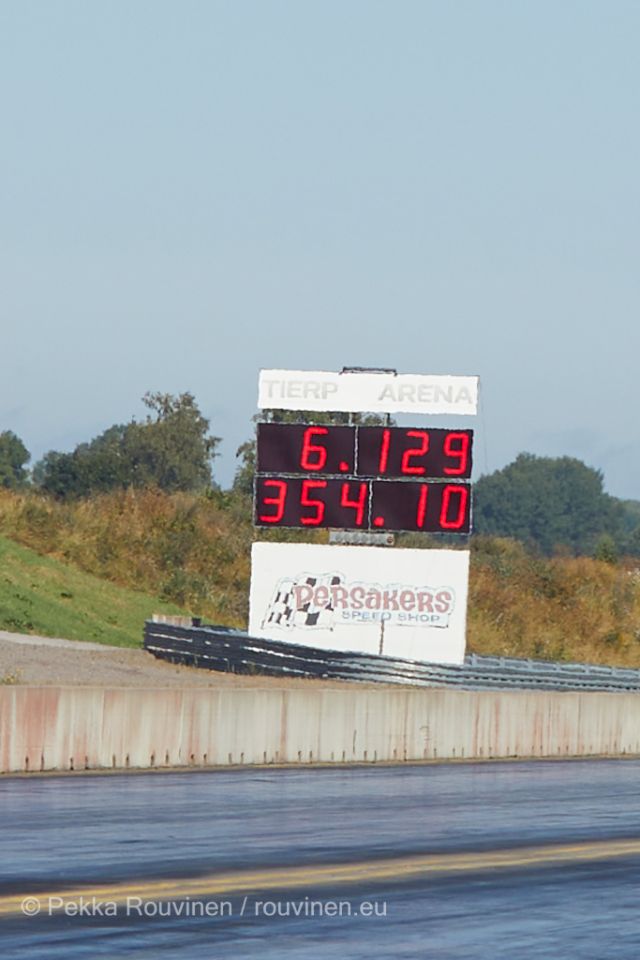 TIERP ARENA
6.129
354.10
PERSAKERS
SPEED SHOP
© Pekka Rouvinen / rouvinen.eu